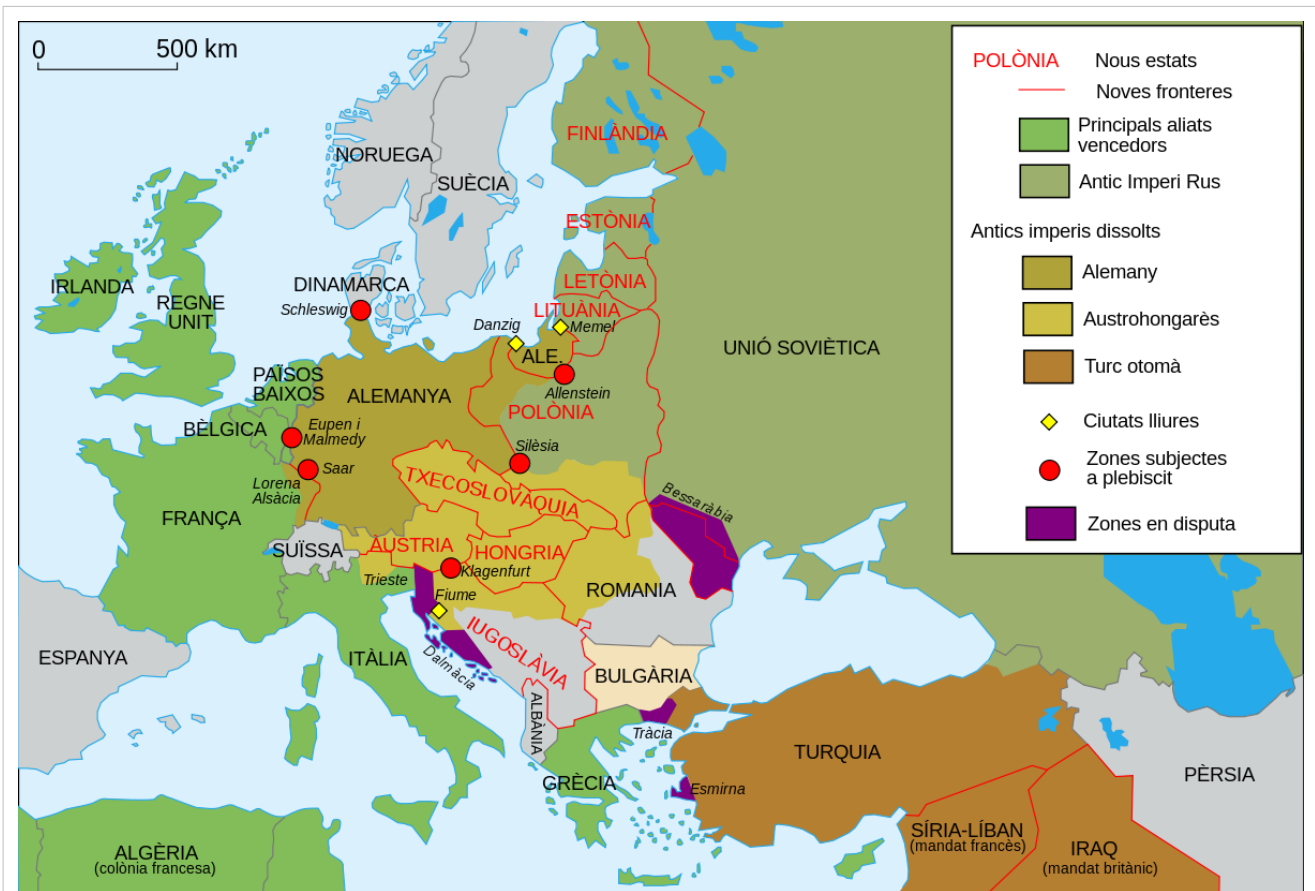 0
500 km
POLÒNIA
Nous estats
Noves fronteres
Principals aliats
vencedors
Antic Imperi Rus
Antics imperis dissolts
Alemany
Austrohongarès
Turc otomà
Ciutats lliures
Zones subjectes
a plebiscit
Zones en disputa
FINLÀNDIA
NORUEGA
SUÈCIA
ESTÒNIA
LETÒNIA
LITUÀNIA
IRLANDA
REGNE
UNIT
DINAMARCA
Schleswig
Danzig
Memel
ALE.
Allenstein
UNIÓ SOVIÈTICA
PAÏSOS
BAIXOS
ALEMANYA
POLÒNIA
BÈLGICA
Eupen i
Malmedy
Silèsia
Saar
Lorena
Alsàcia
TXECOSLOVÀQUIA
Bessaràbia
FRANÇA
SUÏSSA
ÀUSTRIA
HONGRIA
Klagenfurt
Trieste
Fiume
ROMANIA
IUGOSLÀVIA
Dalmàcia
ESPANYA
ITÀLIA
BULGÀRIA
ALBÀNIA
Tràcia
TURQUIA
GRÈCIA
Esmirna
PÈRSIA
SÍRIA-LÍBAN
(mandat francès)
IRAQ
(mandat britànic)
ALGÈRIA
(colònia francesa)